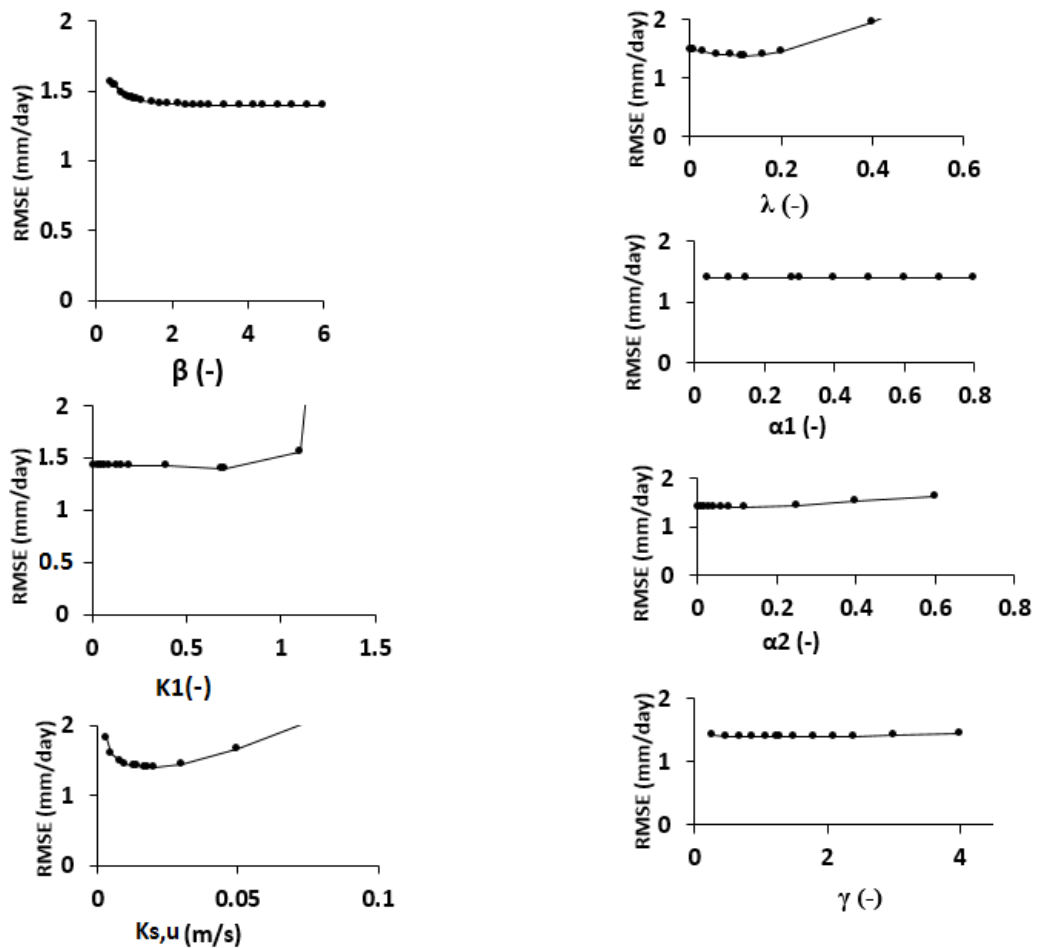 2
1.5
1
0.5
0
RMSE (mm/day)
0 2 4 6
β (-)
2
1.5
1
0.5
0
RMSE (mm/day)
0 0.5 1 1.5
K1(-)
2
1
0
RMSE (mm/day)
0 0.05 0.1
Ks,u (m/s)
2
1
0
RMSE (mm/day)
0 0.2 0.4 0.6
λ (-)
2
1
0
RMSE (mm/day)
0 0.2 0.4 0.6 0.8
α1 (-)
2
1
0
RMSE (mm/day)
0 0.2 0.4 0.6 0.8
α2 (-)
2
1
0
RMSE (mm/day)
0 2 4
γ (-)